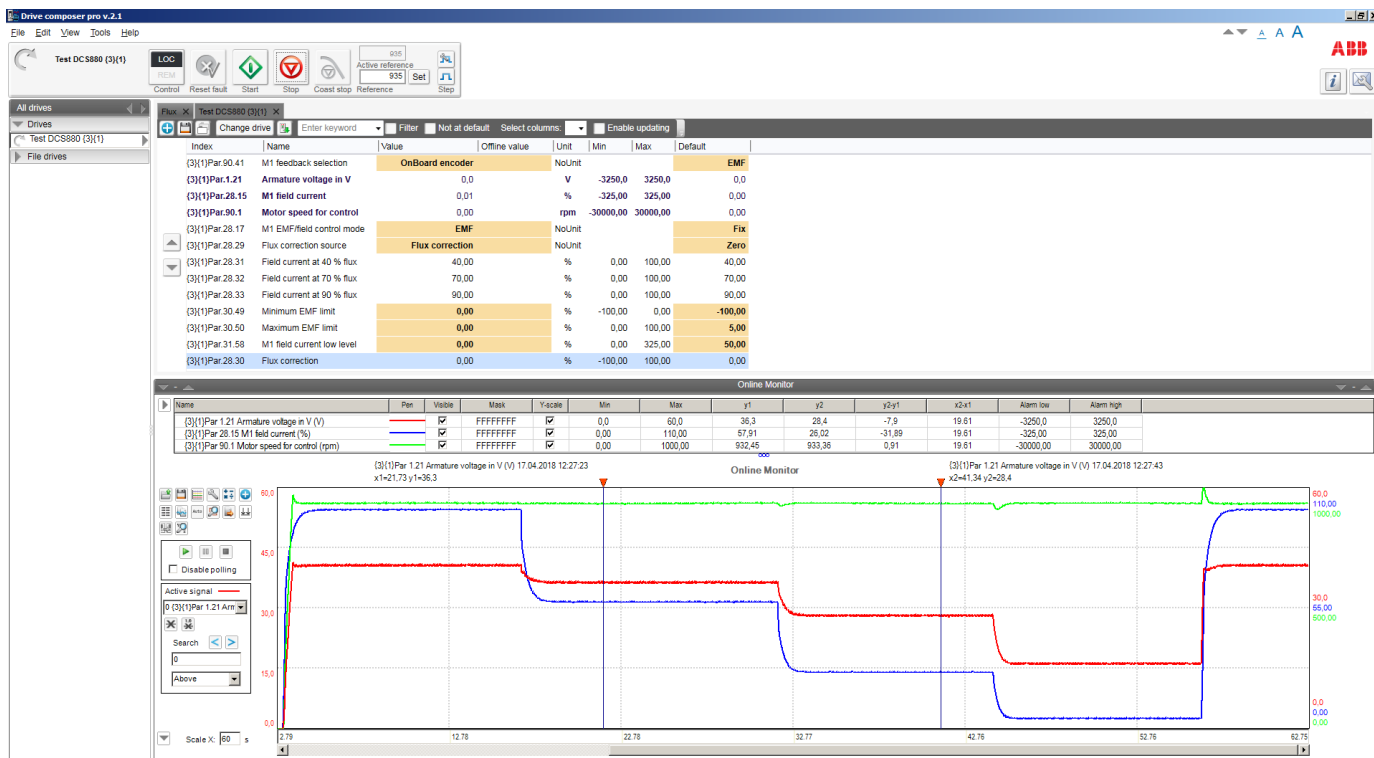 Drive composer pro v.2.1
File Edit View Tools Help
A A A
ABB
Test DCS880 {3}{1}
LOC
REM
935
Active reference
935 Set
Control Reset fault Start Stop Coast stop Reference Step
All drives
Drives
Test DCS880 {3}{1}
File drives
Flux X Test DCS880 {3}{1} X
Change drive Enter keyword Filter Not at default Select columns: Enable updating
Index Name Value Offline value Unit Min Max Default
{3}{1}Par.90.41 M1 feedback selection OnBoard encoder NoUnit EMF
{3}{1}Par.1.21 Armature voltage in V 0,0 V -3250,0 3250,0 0,0
{3}{1}Par.28.15 M1 field current 0,01 % -325,00 325,00 0,00
{3}{1}Par.90.1 Motor speed for control 0,00 rpm -30000,00 30000,00 0,00
{3}{1}Par.28.17 M1 EMF/field control mode EMF NoUnit Fix
{3}{1}Par.28.29 Flux correction source Flux correction NoUnit Zero
{3}{1}Par.28.31 Field current at 40 % flux 40,00 % 0,00 100,00 40,00
{3}{1}Par.28.32 Field current at 70 % flux 70,00 % 0,00 100,00 70,00
{3}{1}Par.28.33 Field current at 90 % flux 90,00 % 0,00 100,00 90,00
{3}{1}Par.30.49 Minimum EMF limit 0,00 % -100,00 0,00 -100,00
{3}{1}Par.30.50 Maximum EMF limit 0,00 % 0,00 100,00 5,00
{3}{1}Par.31.58 M1 field current low level 0,00 % 0,00 325,00 50,00
{3}{1}Par.28.30 Flux correction 0,00 % -100,00 100,00 0,00
Online Monitor
Name Pen Visible Mask Y-scale Min Max y1 y2 y2-y1 x2-x1 Alarm low Alarm high
{3}{1}Par 1.21 Armature voltage in V (V) FFFFFFFF 0,0 60,0 36,3 28,4 -7,9 19.61 -3250,0 3250,0
{3}{1}Par 28.15 M1 field current (%) FFFFFFFF 0,00 110,00 57,91 26,02 -31,89 19.61 -325,00 325,00
{3}{1}Par 90.1 Motor speed for control (rpm) FFFFFFFF 0,00 1000,00 932,45 933,36 0,91 19.61 -30000,00 30000,00
{3}{1}Par 1.21 Armature voltage in V (V) 17.04.2018 12:27:23
x1=21,73 y1=36,3
Online Monitor
{3}{1}Par 1.21 Armature voltage in V (V) 17.04.2018 12:27:43
x2=41,34 y2=28,4
60,0
45,0
30,0
15,0
0,0
60,0
110,00
1000,00
30,0
55,00
500,00
0,0
0,00
0,00
AUTO
Disable polling
Active signal
0 {3}{1}Par 1.21 Arm
Search < >
0
Above
Scale X: 60 s
2.79 12.78 22.78 32.77 42.76 52.76 62.75